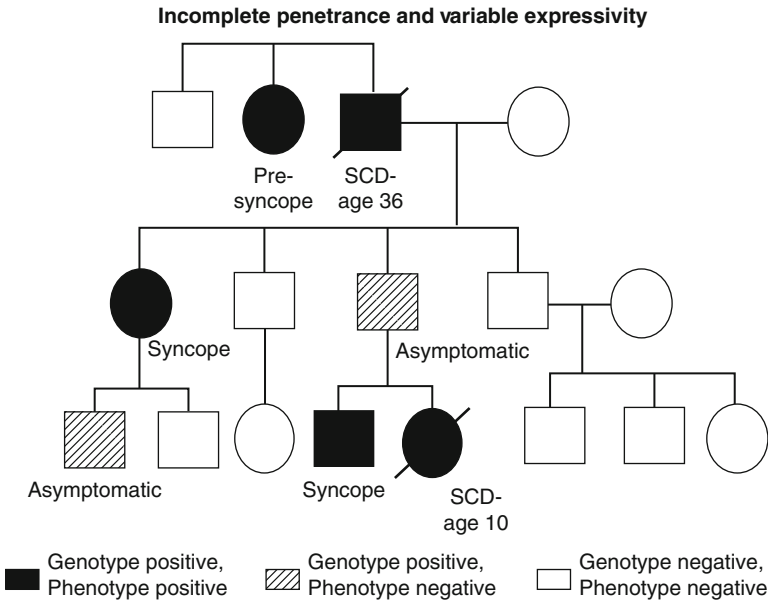 Incomplete penetrance and variable expressivity
Pre-
syncope
SCD-
age 36
Syncope
Asymptomatic
Asymptomatic
Syncope
SCD-
age 10
Genotype positive,
Phenotype positive
Genotype positive,
Phenotype negative
Genotype negative,
Phenotype negative